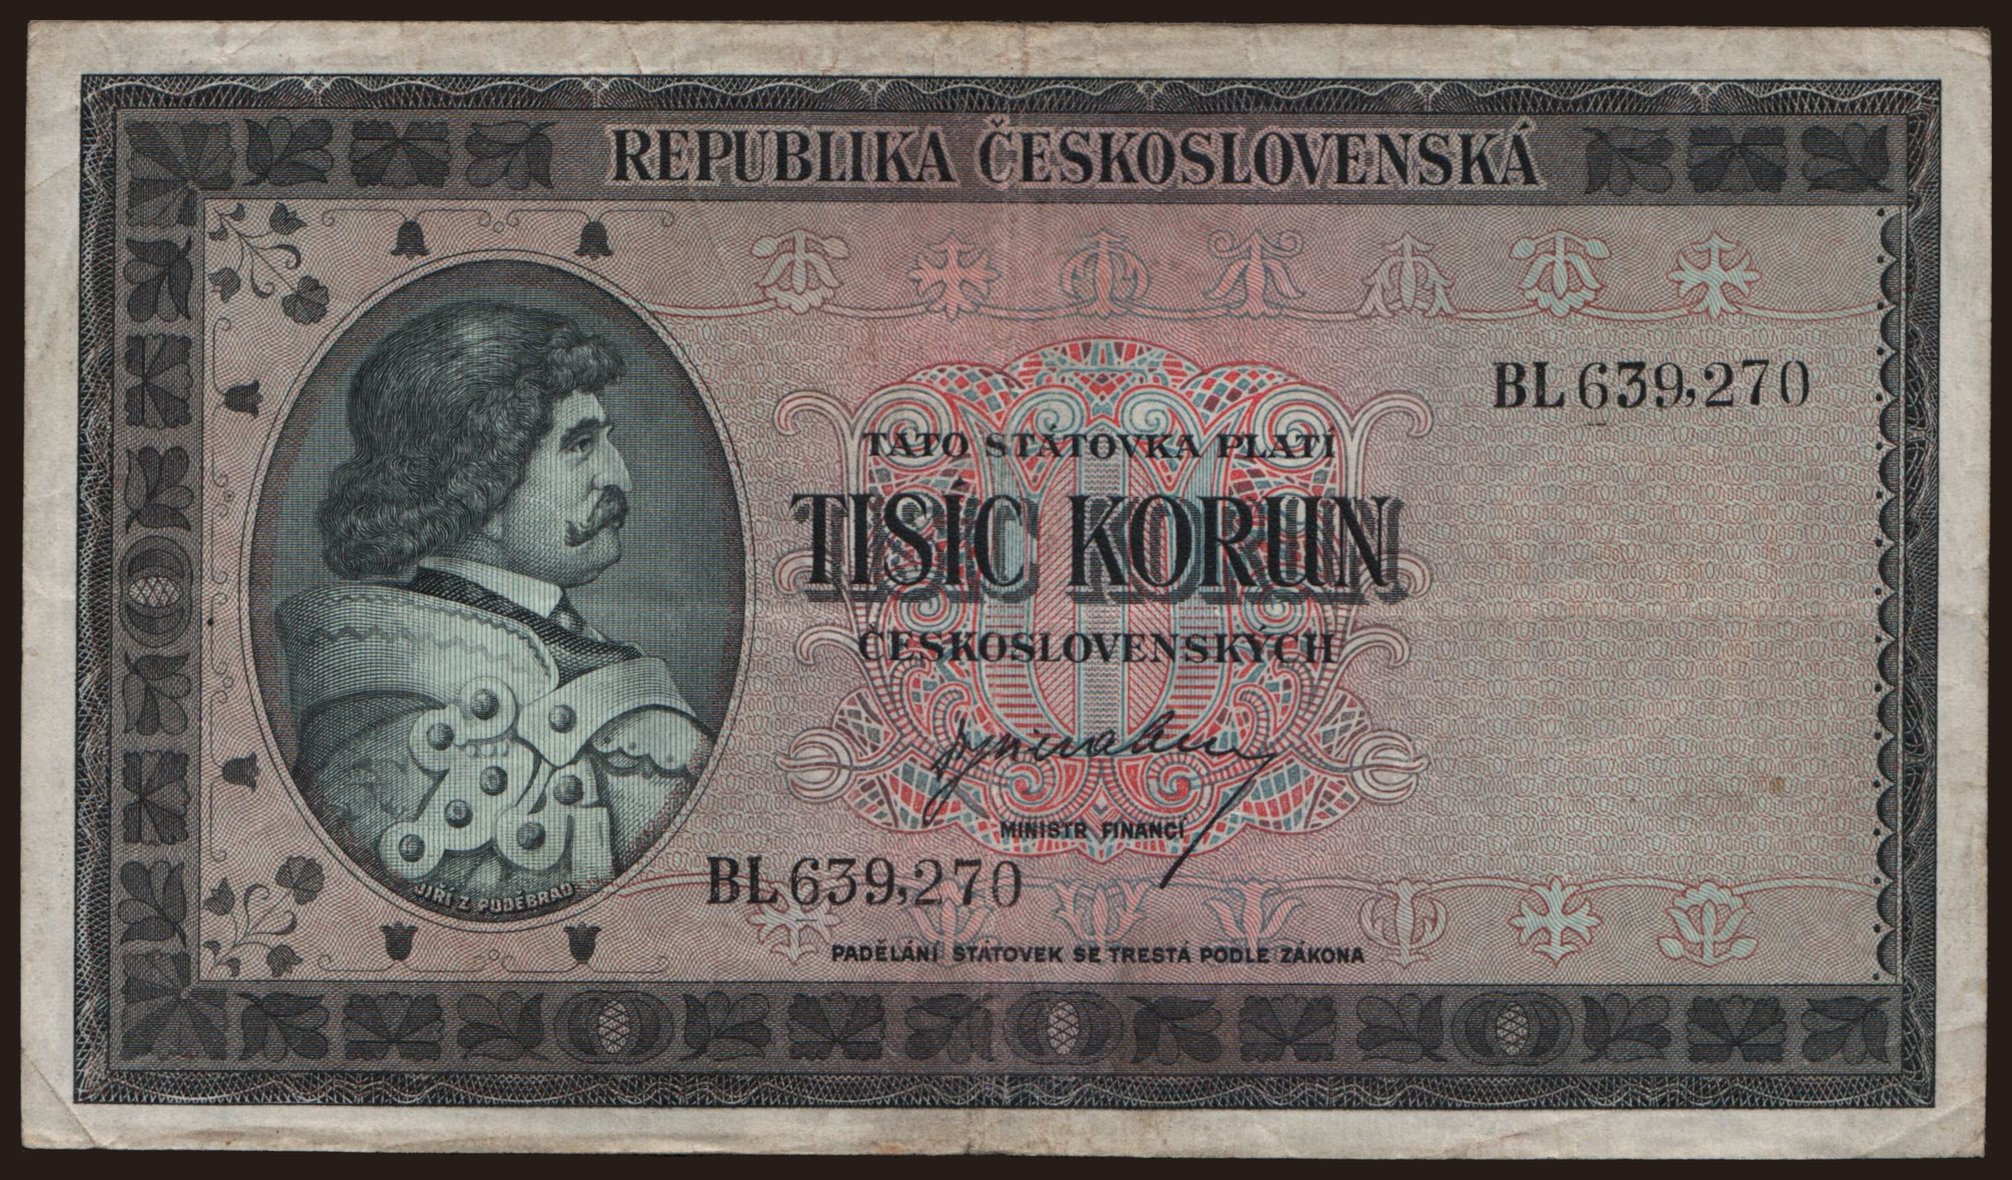 REPUBLIKA ČESKOSLOVENSKÁ
BL 639,270
TATO STÁTOVKA PLATÍ
TISÍC KORUN
ČESKOSLOVENSKÝCH
MINISTR FINANCÍ
BL 639,270
JIŘÍ Z PODĚBRAD
PADĚLÁNÍ STÁTOVEK SE TRESTÁ PODLE ZÁKONA